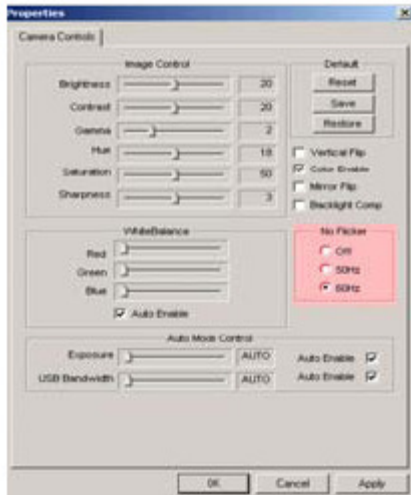 Properties
Camera Controls
Image Control
Brightness 20
Contrast 20
Gamma 2
Hue 18
Saturation 50
Sharpness 3
Default
Reset
Save
Restore
Vertical Flip
Color Enable
Mirror Flip
Backlight Comp
WhiteBalance
Red
Green
Blue
Auto Enable
No Flicker
Off
50Hz
60Hz
Auto Mode Control
Exposure AUTO Auto Enable
USB Bandwidth AUTO Auto Enable
OK Cancel Apply